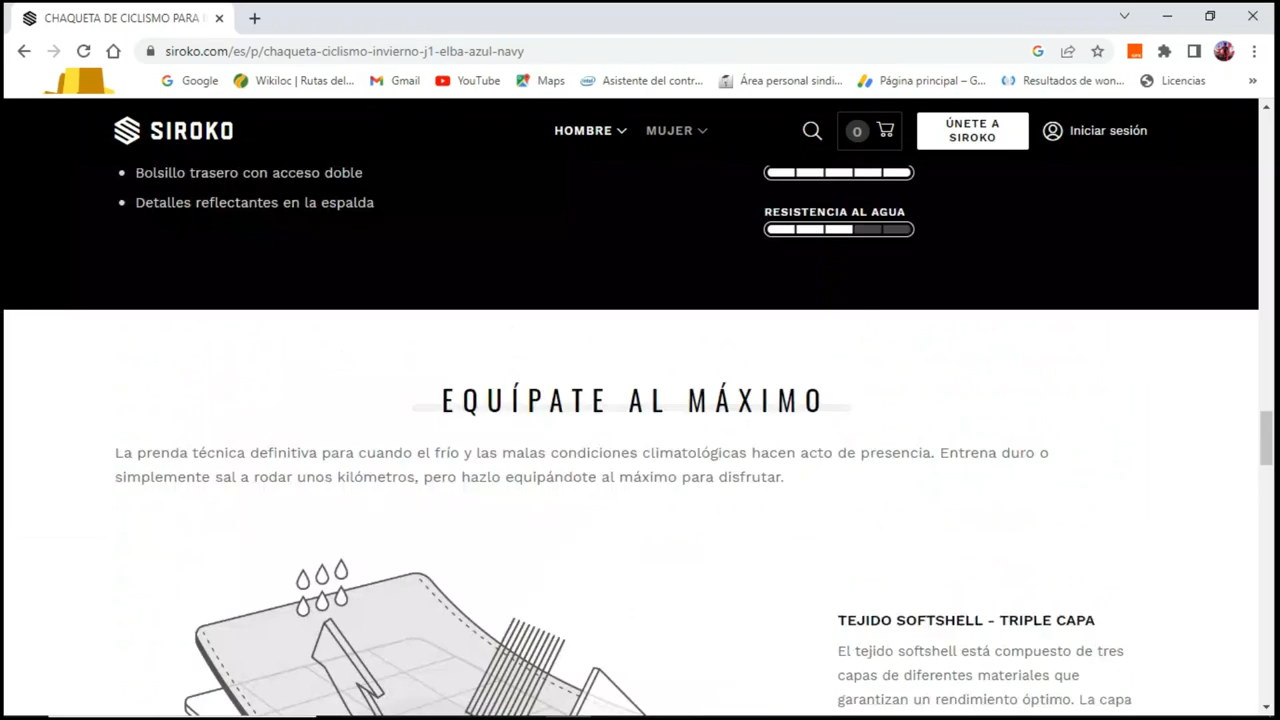 CHAQUETA DE CICLISMO PARA
siroko.com/es/p/chaqueta-ciclismo-invierno-j1-elba-azul-navy
Google
Wikiloc | Rutas del...
Gmail
YouTube
Maps
Asistente del contr...
Área personal sindi...
Página principal – G...
Resultados de won...
Licencias
SIROKO
HOMBRE
MUJER
0
ÚNETE A
SIROKO
Iniciar sesión
• Bolsillo trasero con acceso doble
• Detalles reflectantes en la espalda
RESISTENCIA AL AGUA
EQUÍPATE AL MÁXIMO
La prenda técnica definitiva para cuando el frío y las malas condiciones climatológicas hacen acto de presencia. Entrena duro o
simplemente sal a rodar unos kilómetros, pero hazlo equipándote al máximo para disfrutar.
TEJIDO SOFTSHELL - TRIPLE CAPA
El tejido softshell está compuesto de tres
capas de diferentes materiales que
garantizan un rendimiento óptimo. La capa